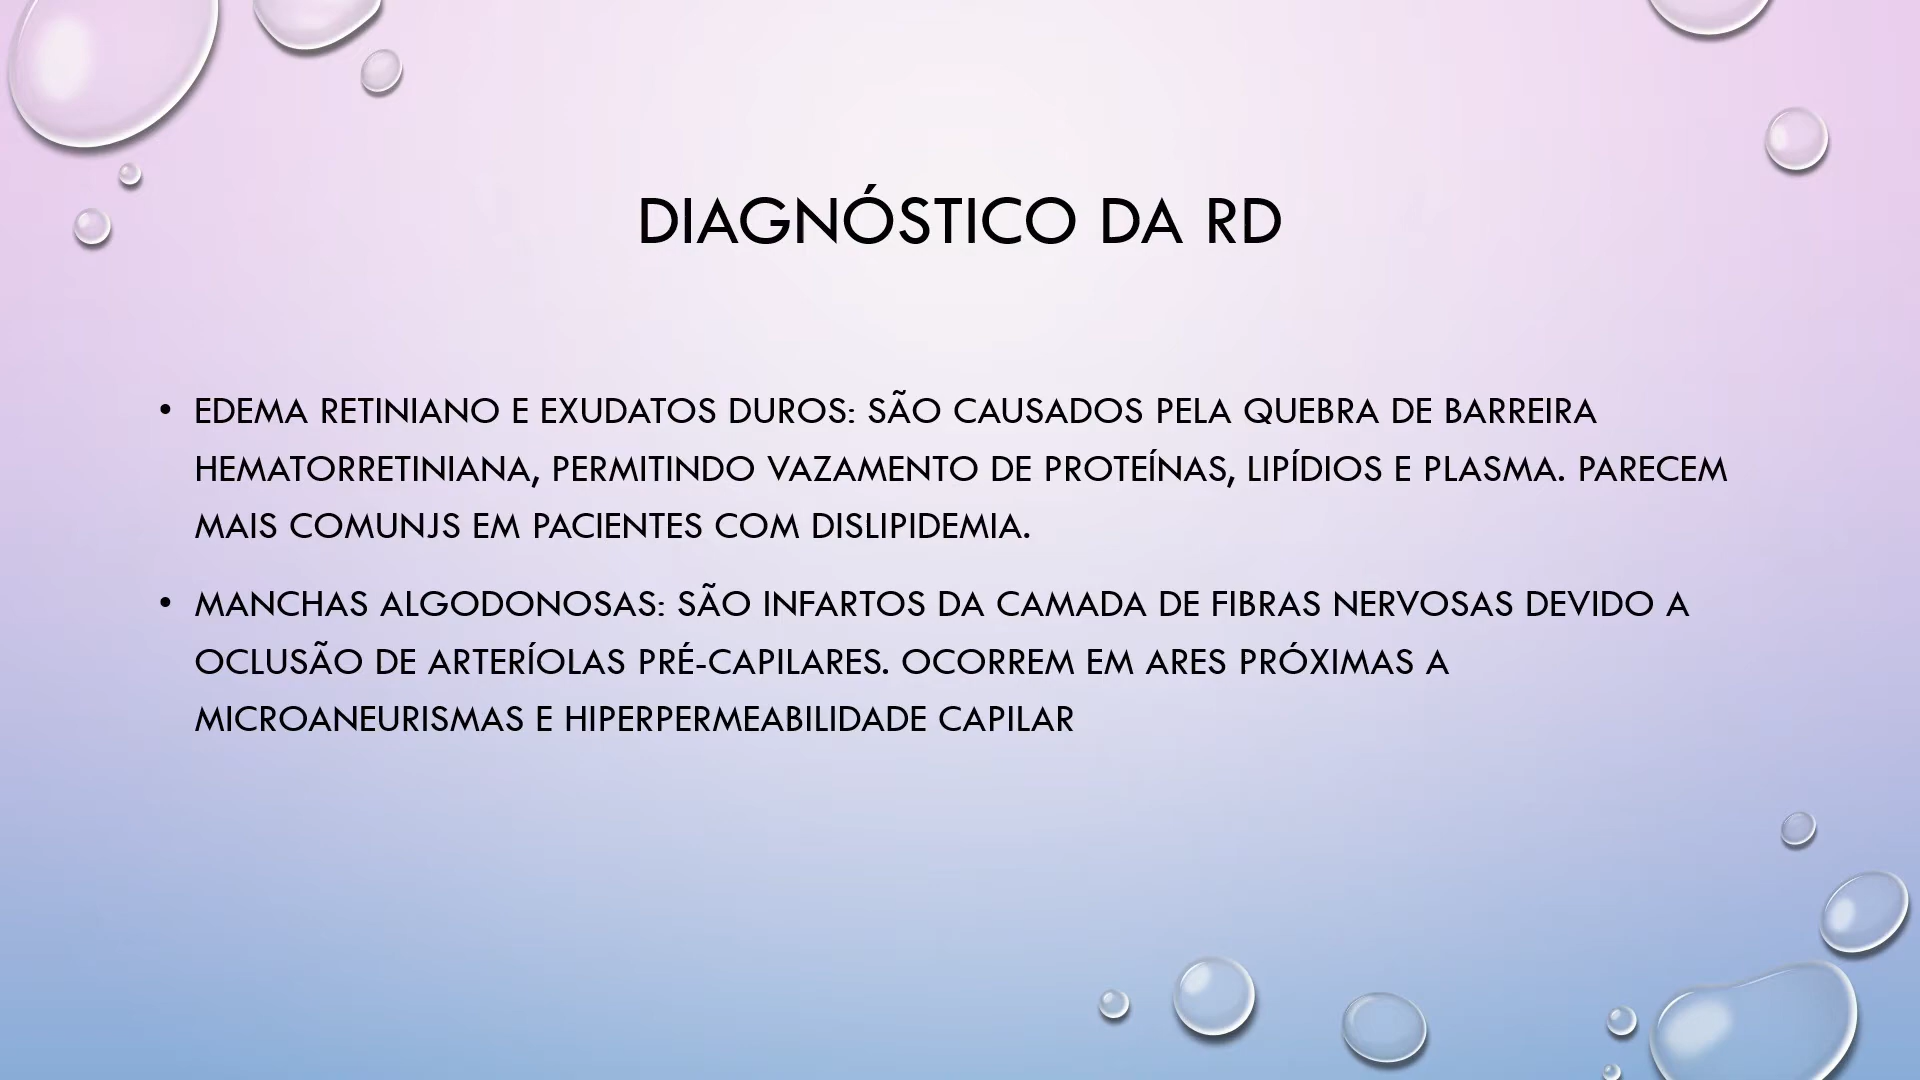 DIAGNÓSTICO DA RD
• EDEMA RETINIANO E EXUDATOS DUROS: SÃO CAUSADOS PELA QUEBRA DE BARREIRA
HEMATORRETINIANA, PERMITINDO VAZAMENTO DE PROTEÍNAS, LIPÍDIOS E PLASMA. PARECEM
MAIS COMUNJS EM PACIENTES COM DISLIPIDEMIA.
• MANCHAS ALGODONOSAS: SÃO INFARTOS DA CAMADA DE FIBRAS NERVOSAS DEVIDO A
OCLUSÃO DE ARTERÍOLAS PRÉ-CAPILARES. OCORREM EM ARES PRÓXIMAS A
MICROANEURISMAS E HIPERPERMEABILIDADE CAPILAR